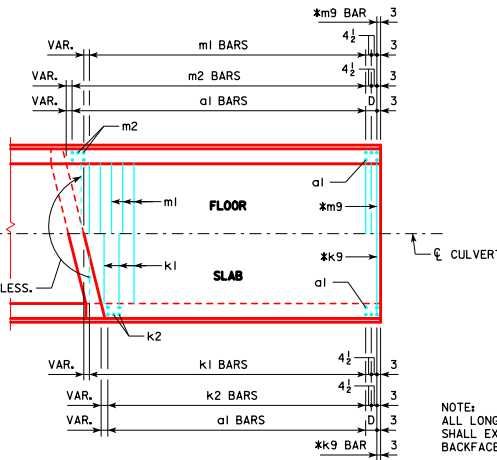 *m9 BAR 3
4½
VAR. m1 BARS 3
4½
VAR. m2 BARS 3
VAR. a1 BARS D 3
m2
a1
m1
FLOOR
*m9
℄ CULVERT
*k9
k1
SLAB
LESS.
a1
k2
4½
VAR. k1 BARS 3
4½
VAR. k2 BARS 3
VAR. a1 BARS D 3
*k9 BAR 3
NOTE:
ALL LONG
SHALL EX
BACKFACE